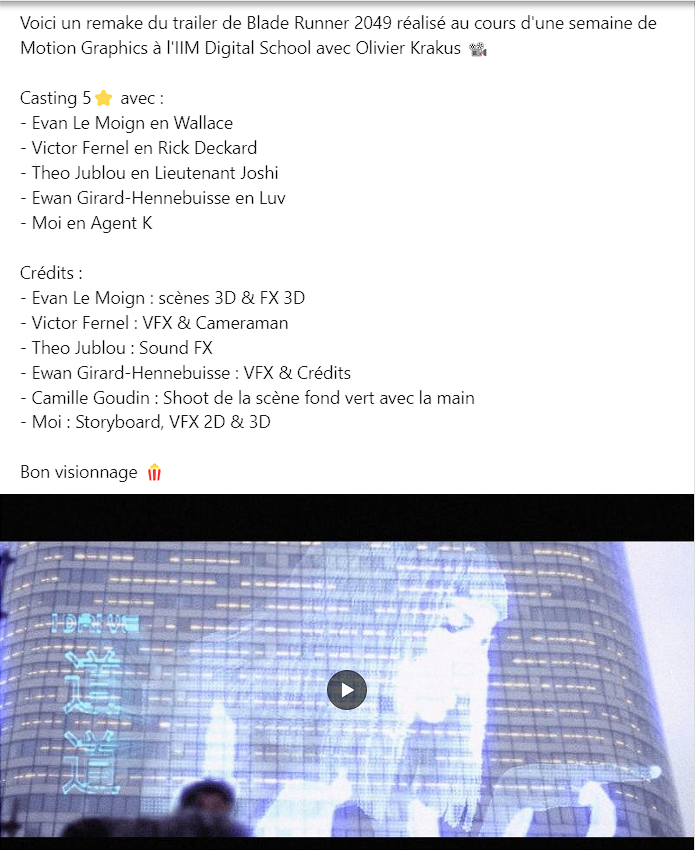 Voici un remake du trailer de Blade Runner 2049 réalisé au cours d'une semaine de
Motion Graphics à l'IIM Digital School avec Olivier Krakus 📽️
Casting 5⭐ avec :
- Evan Le Moign en Wallace
- Victor Fernel en Rick Deckard
- Theo Jublou en Lieutenant Joshi
- Ewan Girard-Hennebuisse en Luv
- Moi en Agent K
Crédits :
- Evan Le Moign : scènes 3D & FX 3D
- Victor Fernel : VFX & Cameraman
- Theo Jublou : Sound FX
- Ewan Girard-Hennebuisse : VFX & Crédits
- Camille Goudin : Shoot de la scène fond vert avec la main
- Moi : Storyboard, VFX 2D & 3D
Bon visionnage 🍿